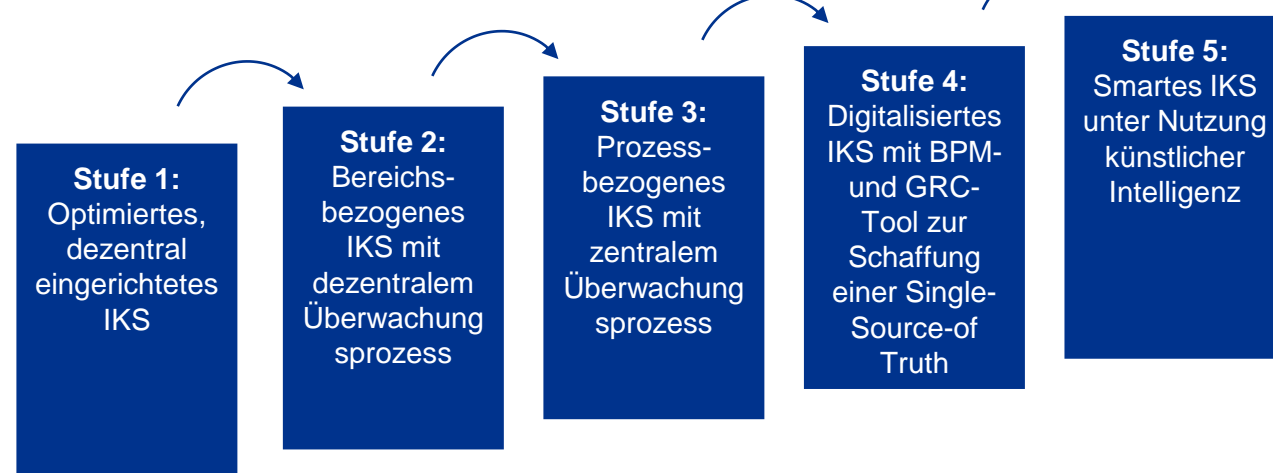 Stufe 1:
Optimiertes,
dezentral
eingerichtetes
IKS
Stufe 2:
Bereichs-
bezogenes
IKS mit
dezentralem
Überwachung
sprozess
Stufe 3:
Prozess-
bezogenes
IKS mit
zentralem
Überwachung
sprozess
Stufe 4:
Digitalisiertes
IKS mit BPM-
und GRC-
Tool zur
Schaffung
einer Single-
Source-of
Truth
Stufe 5:
Smartes IKS
unter Nutzung
künstlicher
Intelligenz